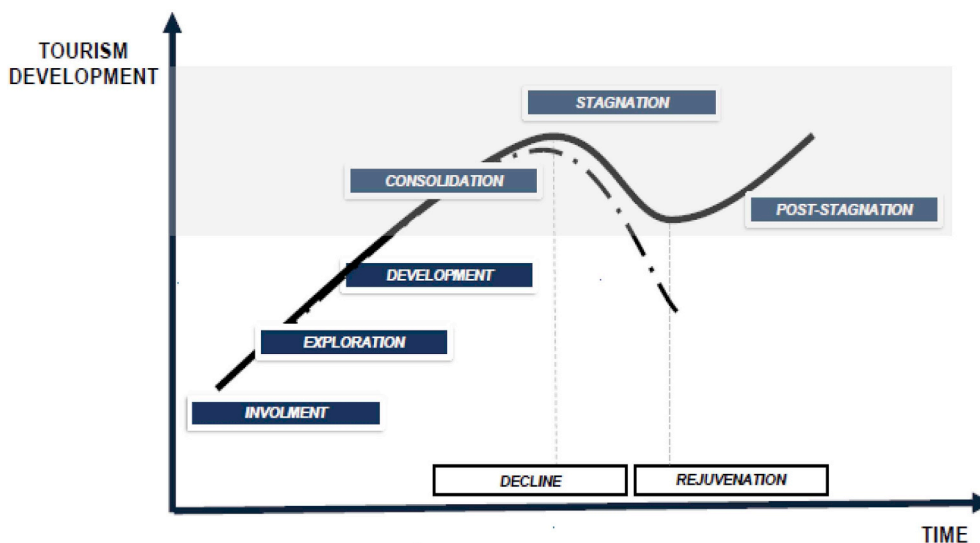 TOURISM
DEVELOPMENT
STAGNATION
CONSOLIDATION
POST-STAGNATION
DEVELOPMENT
EXPLORATION
INVOLMENT
DECLINE
REJUVENATION
TIME